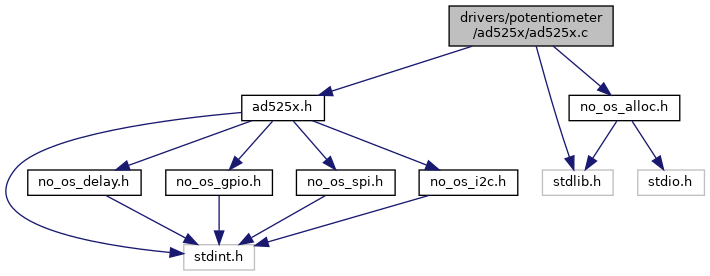 drivers/potentiometer
/ad525x/ad525x.c
ad525x.h
no_os_alloc.h
no_os_delay.h
no_os_gpio.h
no_os_spi.h
no_os_i2c.h
stdlib.h
stdio.h
stdint.h